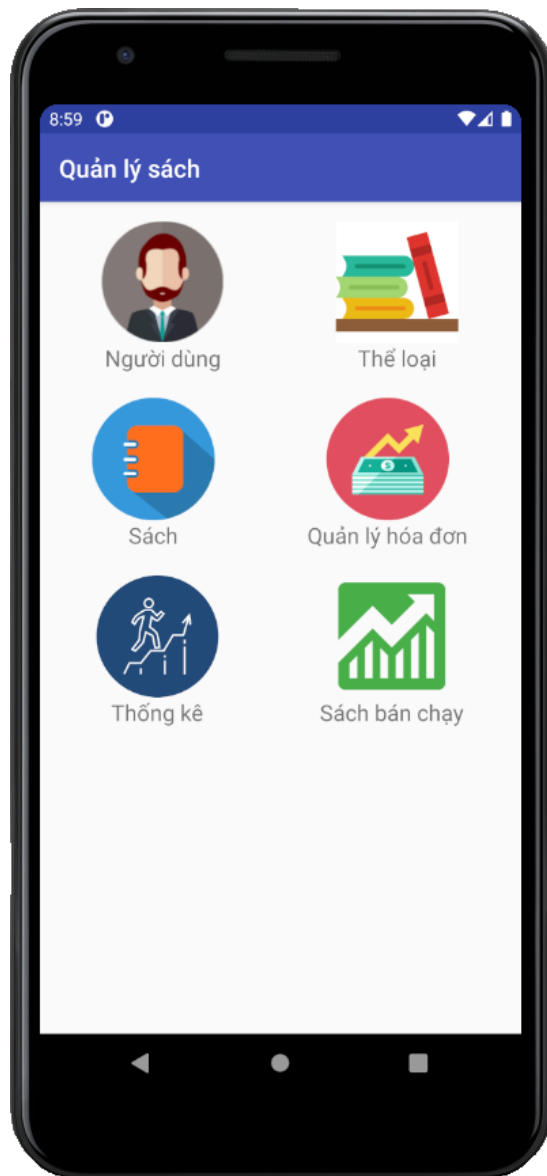 8:59
Quản lý sách
Người dùng
Thể loại
Sách
Quản lý hóa đơn
Thống kê
Sách bán chạy